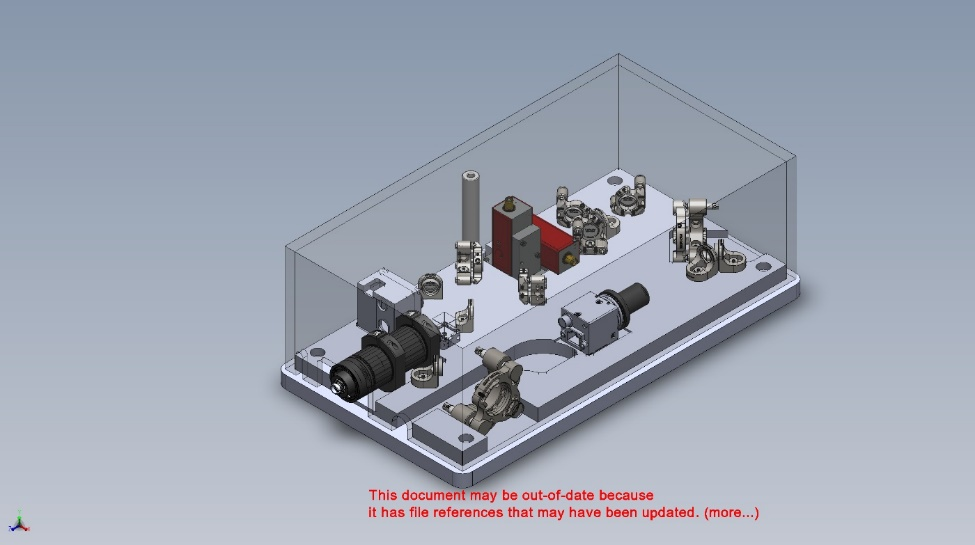 This document may be out-of-date because
it has file references that may have been updated. (more...)